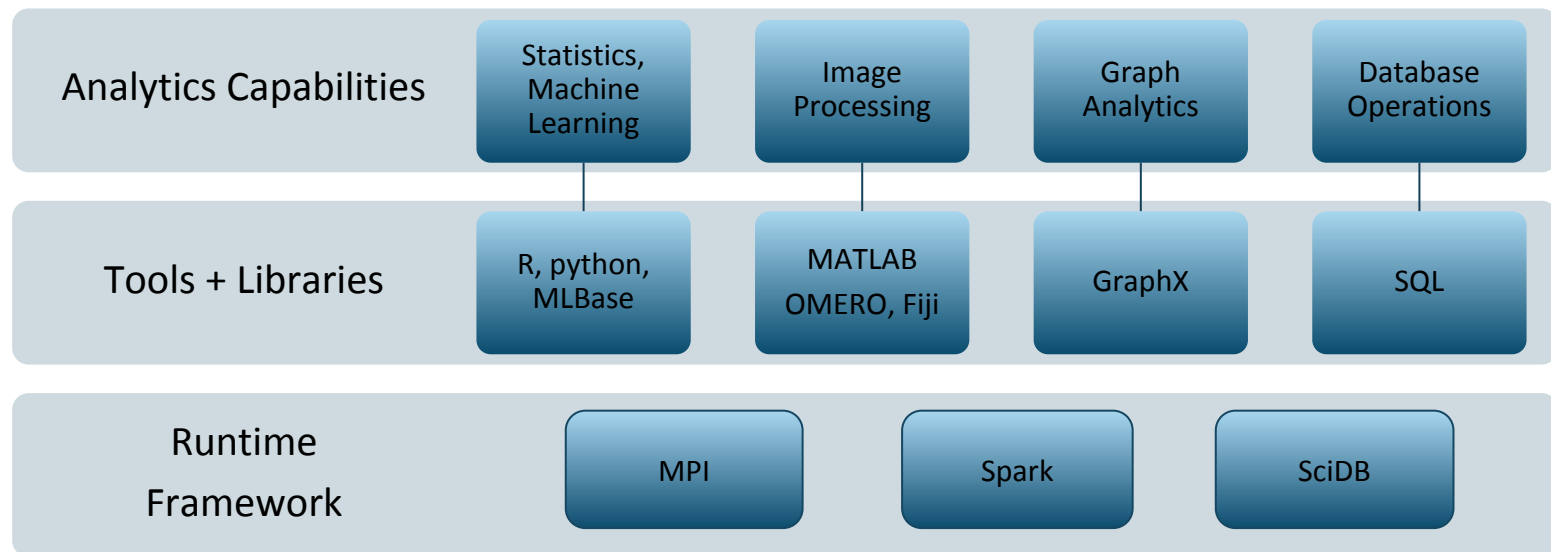 Analytics Capabilities
Statistics,
Machine
Learning
Image
Processing
Graph
Analytics
Database
Operations
Tools + Libraries
R, python,
MLBase
MATLAB
OMERO, Fiji
GraphX
SQL
Runtime
Framework
MPI
Spark
SciDB